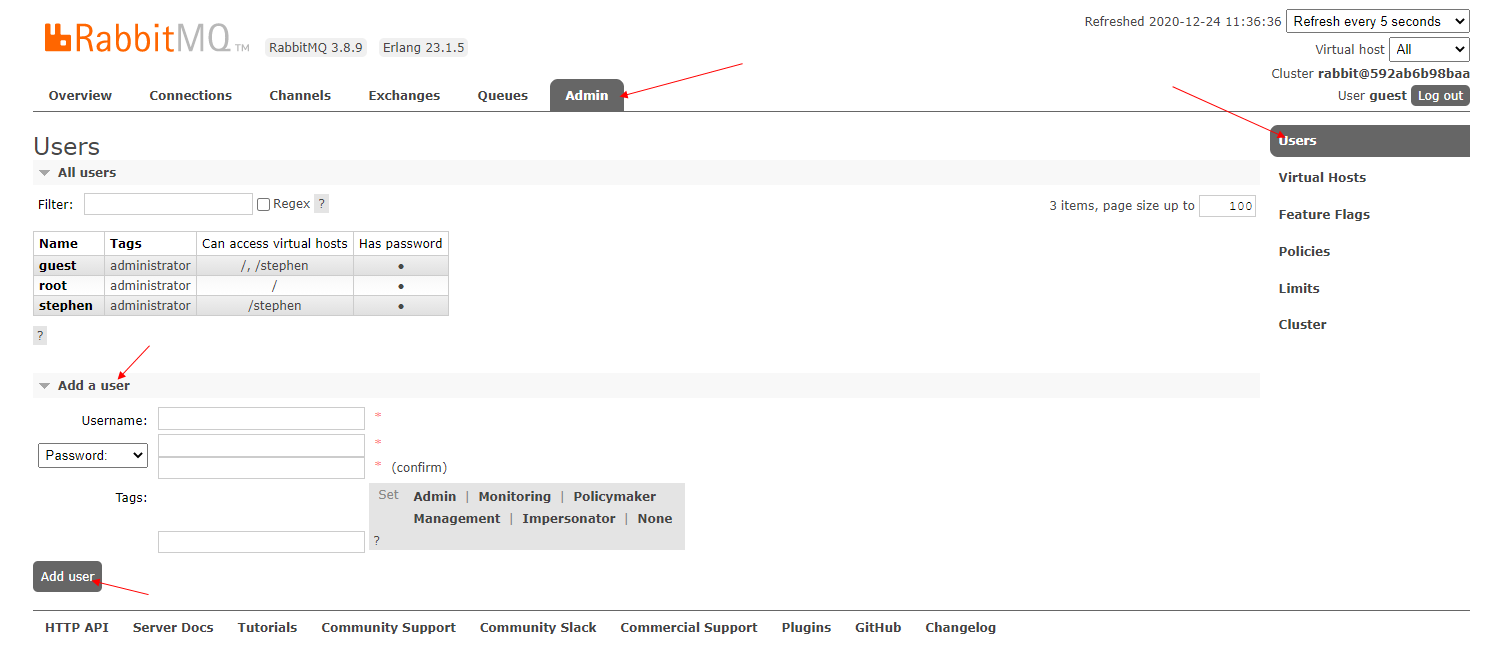 RabbitMQ TM RabbitMQ 3.8.9 Erlang 23.1.5
Refreshed 2020-12-24 11:36:36 Refresh every 5 seconds
Virtual host All
Cluster rabbit@592ab6b98baa
User guest Log out
Overview Connections Channels Exchanges Queues Admin
Users
Virtual Hosts
Feature Flags
Policies
Limits
Cluster
Users
All users
Filter: Regex ? 3 items, page size up to 100
Name Tags Can access virtual hosts Has password
guest administrator /, /stephen ●
root administrator / ●
stephen administrator /stephen ●
?
Add a user
Username: *
Password: *
* (confirm)
Tags: Set Admin | Monitoring | Policymaker
Management | Impersonator | None
?
Add user
HTTP API Server Docs Tutorials Community Support Community Slack Commercial Support Plugins GitHub Changelog